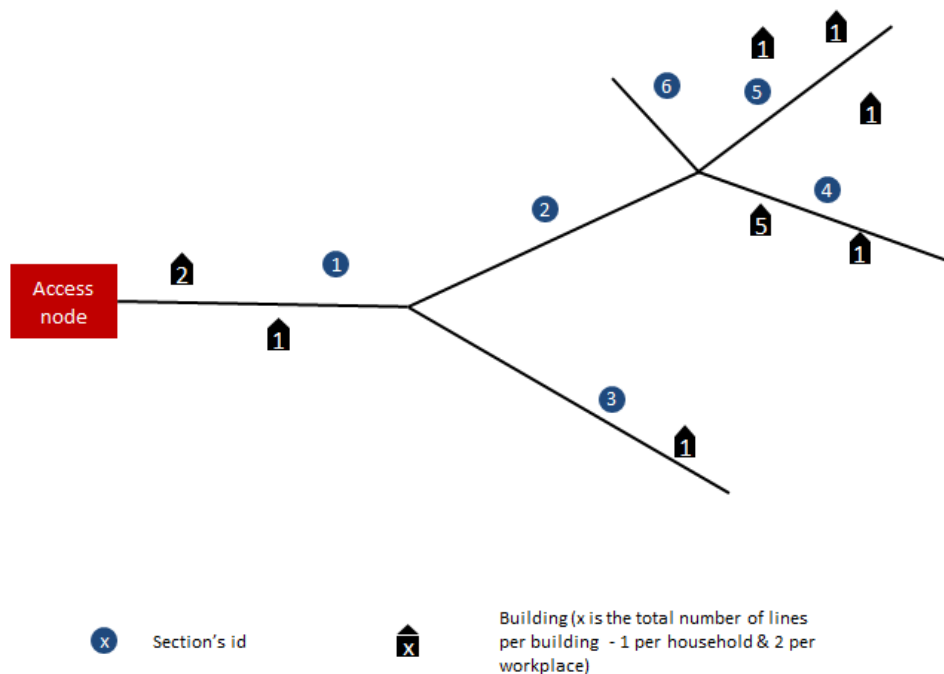 1
1
6
5
1
4
2
5
1
1
2
Access
node
1
3
1
Building (x is the total number of lines
x
Section's id
x
per building - 1 per household & 2 per
workplace)